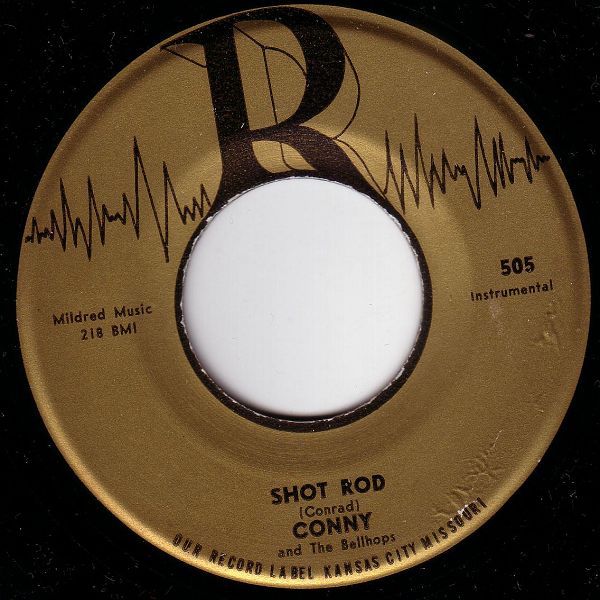 R
505
Instrumental
Mildred Music
218 BMI
SHOT ROD
(Conrad)
CONNY
and The Bellhops
OUR RECORD LABEL KANSAS CITY MISSOURI